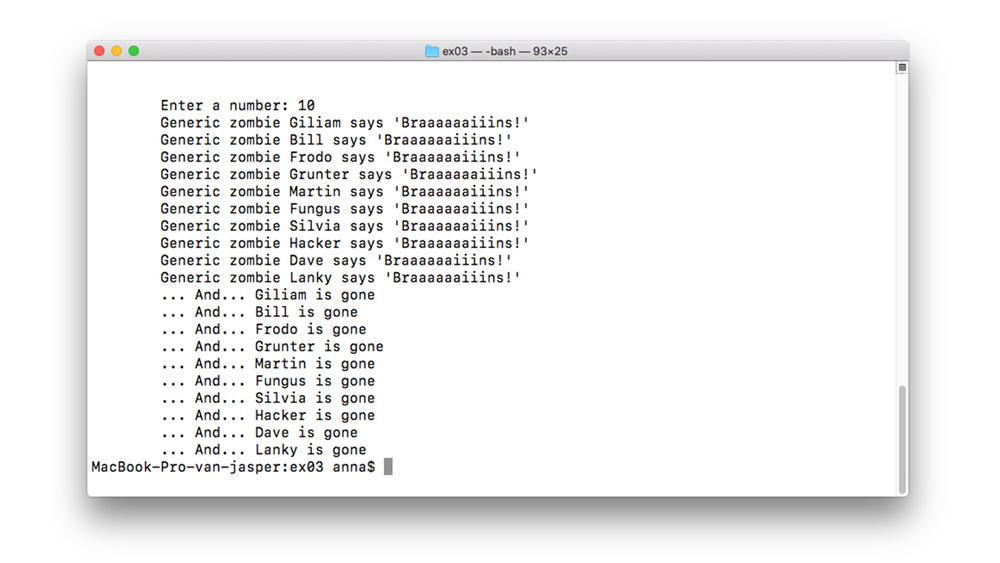 ex03 — -bash — 93×25
Enter a number: 10
Generic zombie Giliam says 'Braaaaaaiiins!'
Generic zombie Bill says 'Braaaaaaiiins!'
Generic zombie Frodo says 'Braaaaaaiiins!'
Generic zombie Grunter says 'Braaaaaaiiins!'
Generic zombie Martin says 'Braaaaaaiiins!'
Generic zombie Fungus says 'Braaaaaaiiins!'
Generic zombie Silvia says 'Braaaaaaiiins!'
Generic zombie Hacker says 'Braaaaaaiiins!'
Generic zombie Dave says 'Braaaaaaiiins!'
Generic zombie Lanky says 'Braaaaaaiiins!'
... And... Giliam is gone
... And... Bill is gone
... And... Frodo is gone
... And... Grunter is gone
... And... Martin is gone
... And... Fungus is gone
... And... Silvia is gone
... And... Hacker is gone
... And... Dave is gone
... And... Lanky is gone
MacBook-Pro-van-jasper:ex03 anna$